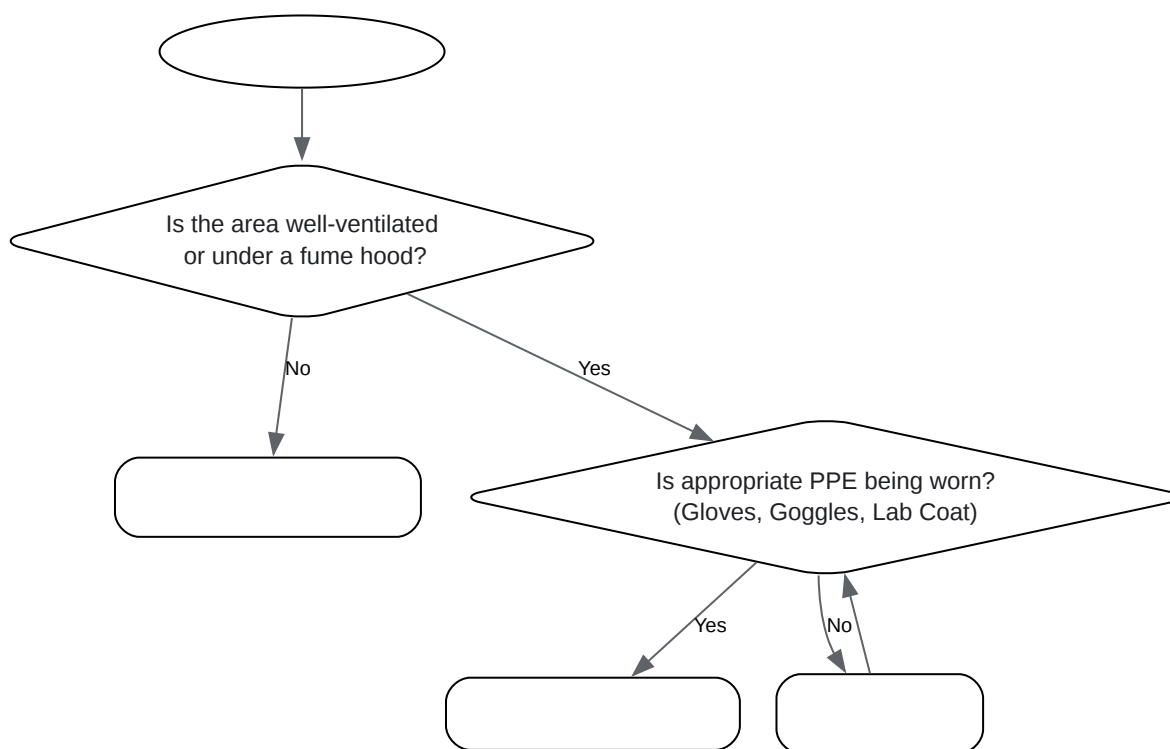 Is the area well-ventilated
or under a fume hood?
No
Yes
Is appropriate PPE being worn?
(Gloves, Goggles, Lab Coat)
Yes
No